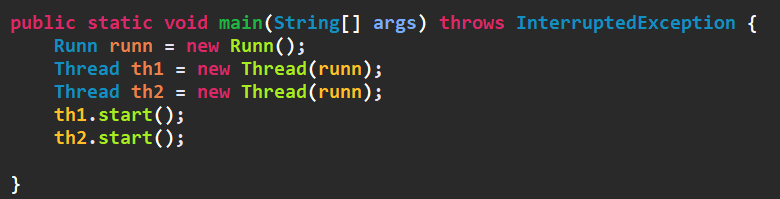 public static void main(String[] args) throws InterruptedException {
    Runn runn = new Runn();
    Thread th1 = new Thread(runn);
    Thread th2 = new Thread(runn);
    th1.start();
    th2.start();
}